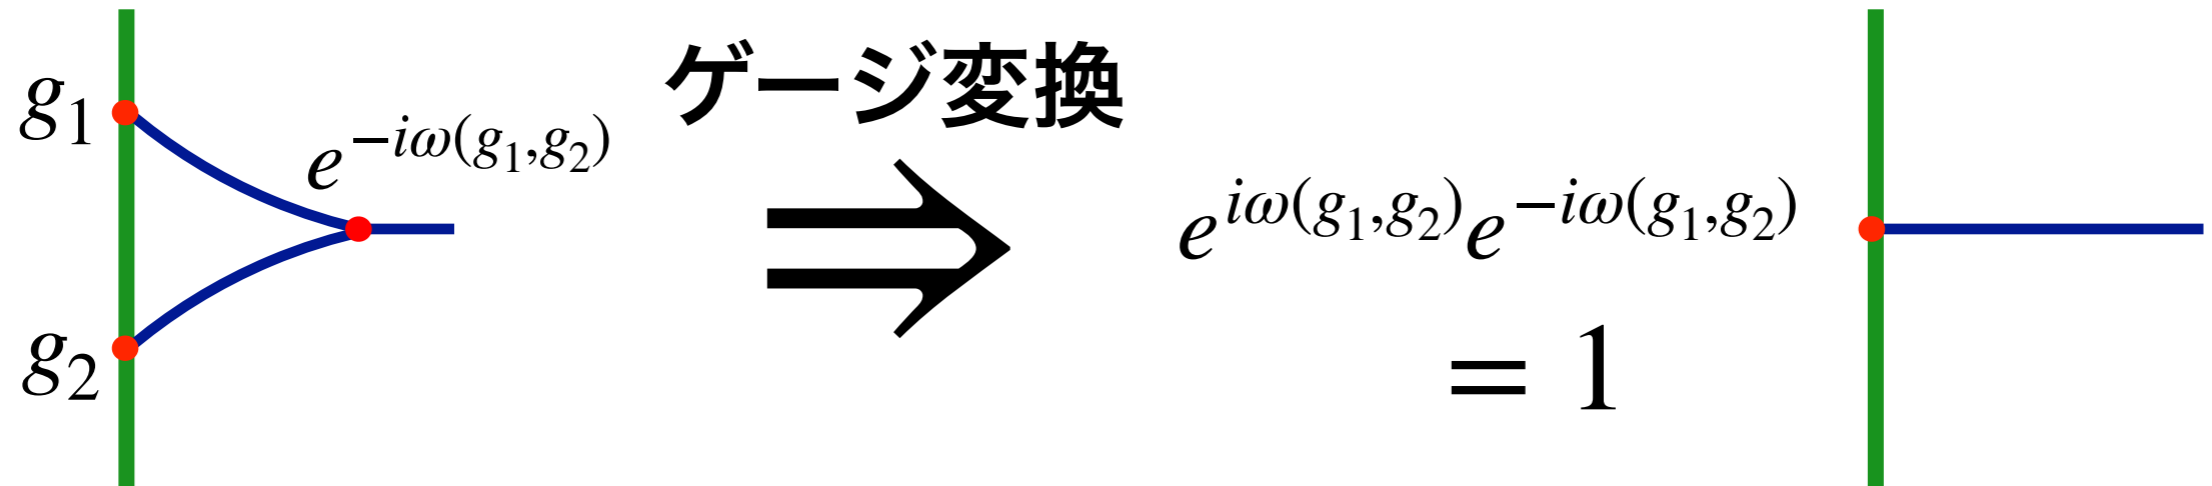 g₁
e^{−iω(g₁,g₂)}
g₂
ゲージ変換
e^{iω(g₁,g₂)}e^{−iω(g₁,g₂)}
= 1